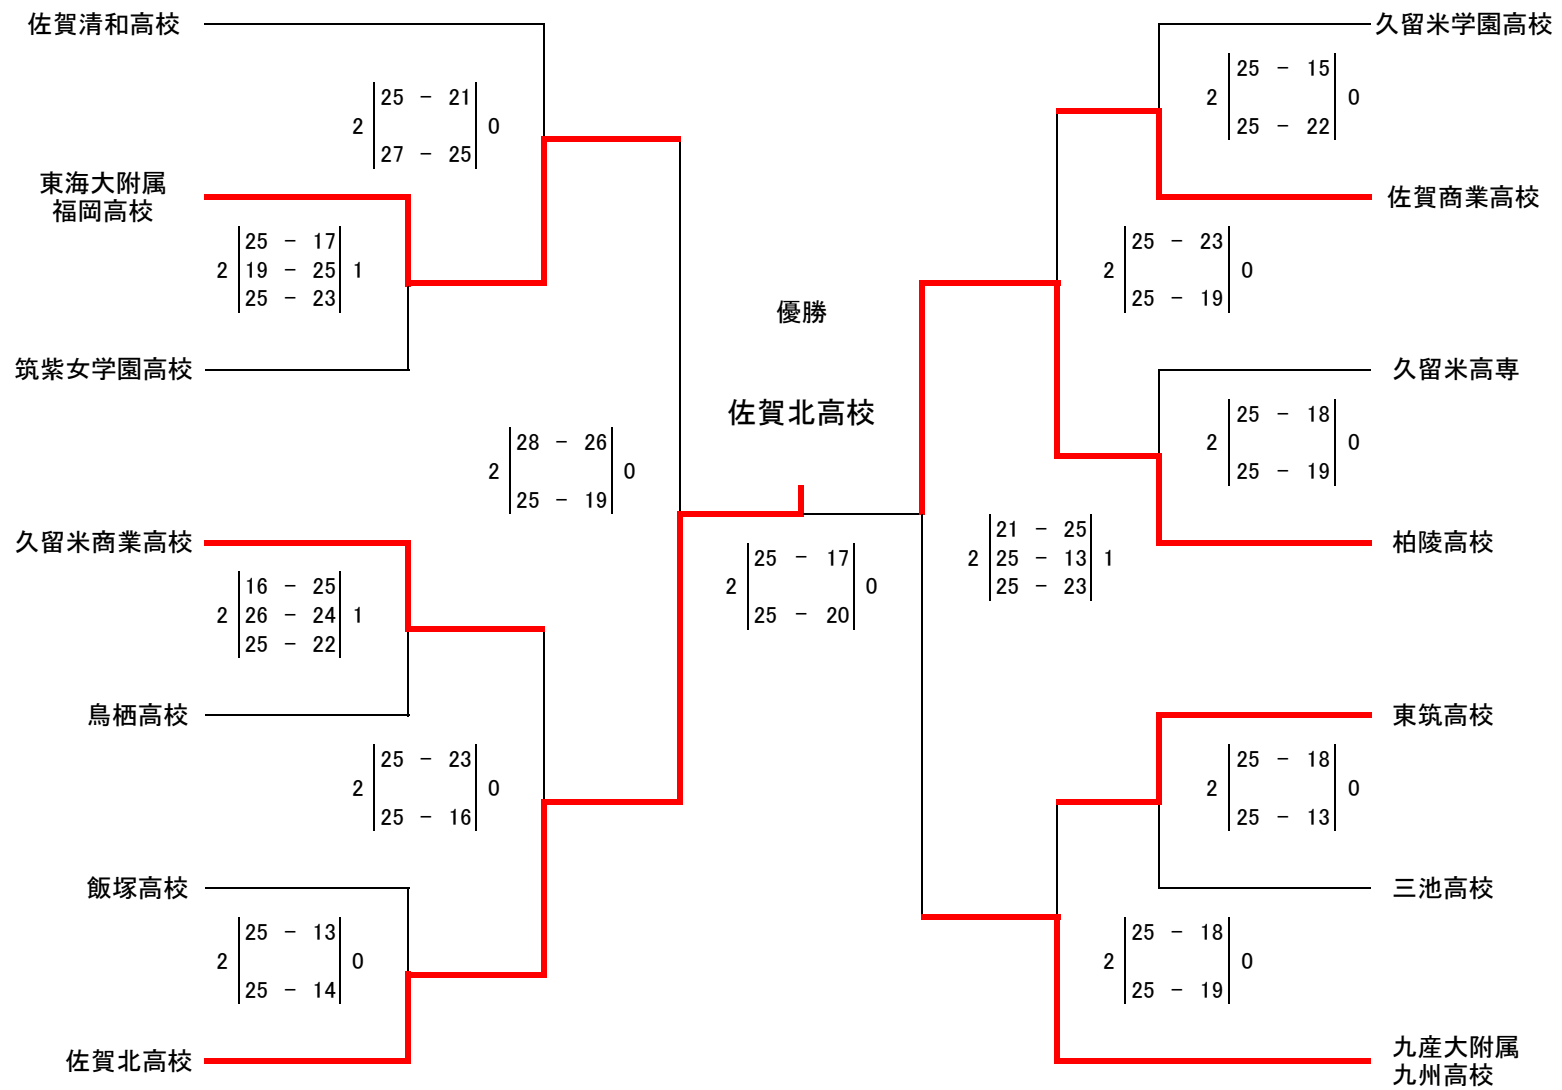 佐賀清和高校
久留米学園高校
25 － 15
2 0
25 － 22
25 － 21
2 0
27 － 25
東海大附属
福岡高校
佐賀商業高校
25 － 17
2 19 － 25 1
25 － 23
25 － 23
2 0
25 － 19
優勝
筑紫女学園高校
久留米高専
佐賀北高校
25 － 18
2 0
25 － 19
28 － 26
2 0
25 － 19
久留米商業高校
柏陵高校
21 － 25
2 25 － 13 1
25 － 23
25 － 17
2 0
25 － 20
16 － 25
2 26 － 24 1
25 － 22
鳥栖高校
東筑高校
25 － 23
2 0
25 － 16
25 － 18
2 0
25 － 13
飯塚高校
三池高校
25 － 13
2 0
25 － 14
25 － 18
2 0
25 － 19
佐賀北高校
九産大附属
九州高校